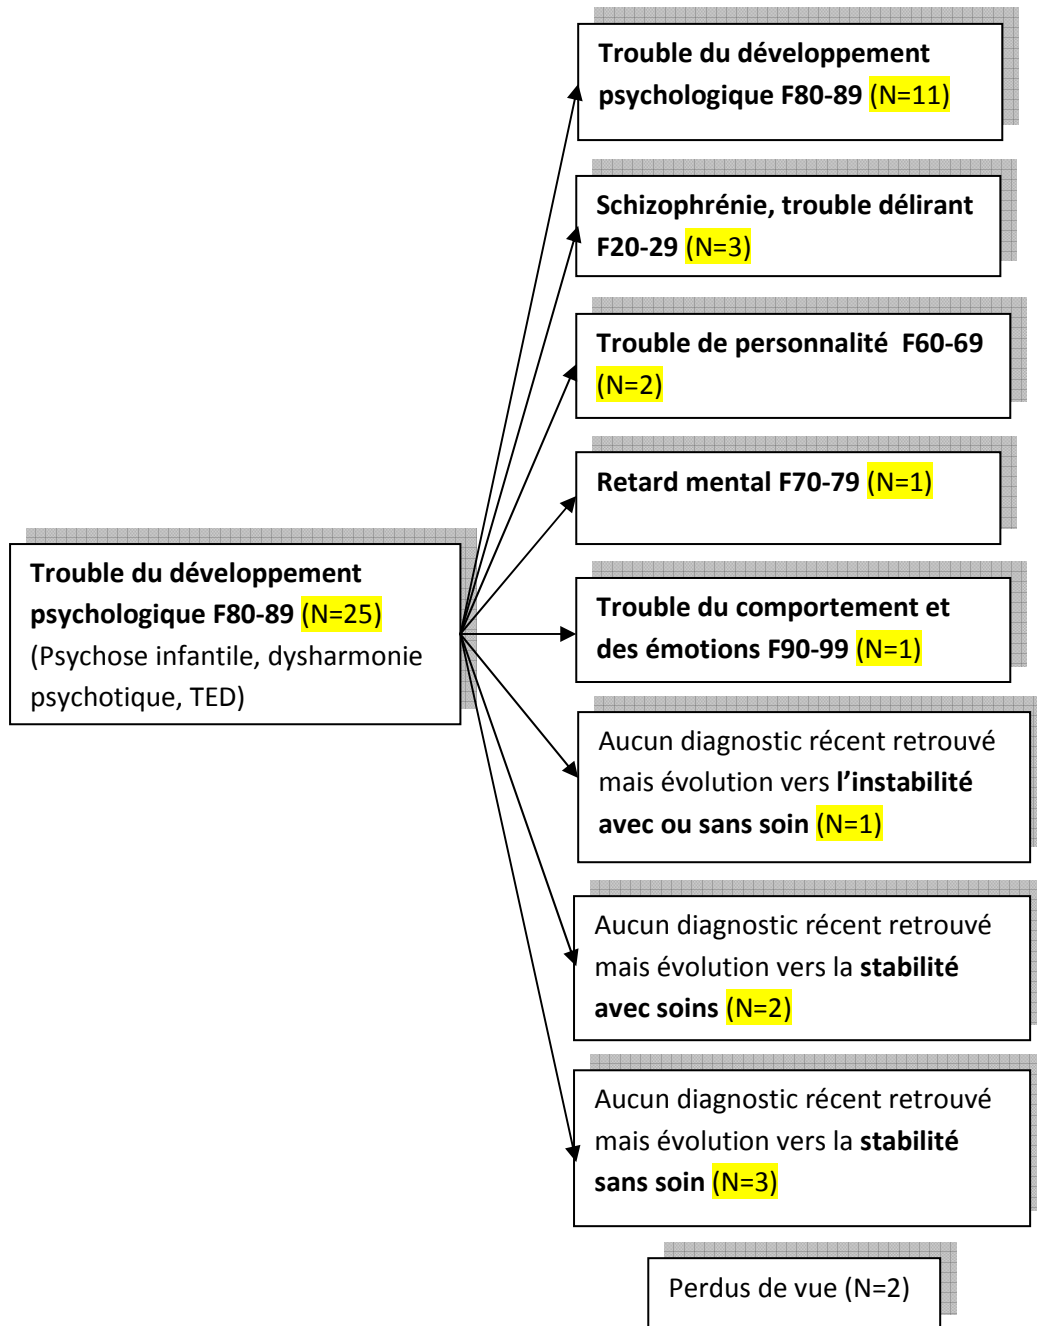 Trouble du développement
psychologique F80-89 (N=11)
Schizophrénie, trouble délirant
F20-29 (N=3)
Trouble de personnalité F60-69
(N=2)
Retard mental F70-79 (N=1)
Trouble du développement
psychologique F80-89 (N=25)
(Psychose infantile, dysharmonie
psychotique, TED)
Trouble du comportement et
des émotions F90-99 (N=1)
Aucun diagnostic récent retrouvé
mais évolution vers l’instabilité
avec ou sans soin (N=1)
Aucun diagnostic récent retrouvé
mais évolution vers la stabilité
avec soins (N=2)
Aucun diagnostic récent retrouvé
mais évolution vers la stabilité
sans soin (N=3)
Perdus de vue (N=2)